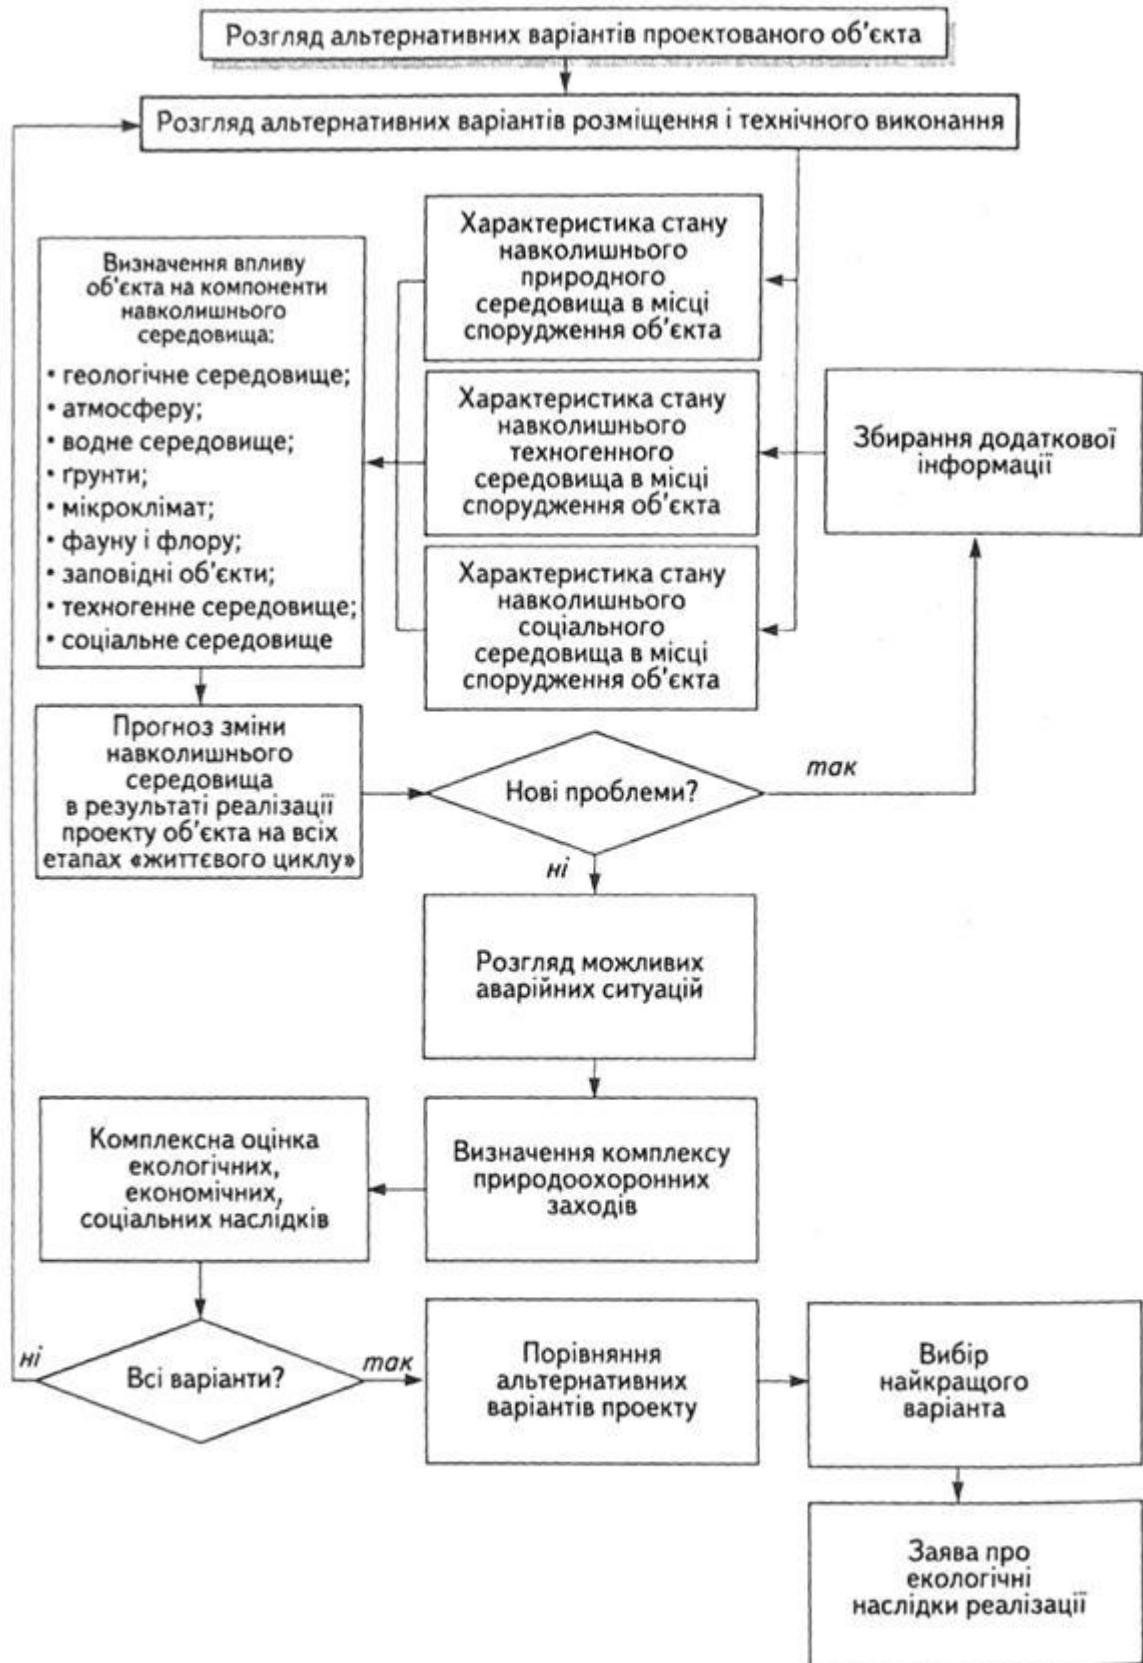 Розгляд альтернативних варіантів проектованого об'єкта
Розгляд альтернативних варіантів розміщення і технічного виконання
Характеристика стану
навколишнього
природного
середовища в місці
спорудження об'єкта
Визначення впливу
об'єкта на компоненти
навколишнього
середовища:
• геологічне середовище;
• атмосферу;
• водне середовище;
• ґрунти;
• мікроклімат;
• фауну і флору;
• заповідні об'єкти;
• техногенне середовище;
• соціальне середовище
Характеристика стану
навколишнього
техногенного
середовища в місці
спорудження об'єкта
Збирання додаткової
інформації
Характеристика стану
навколишнього
соціального
середовища в місці
спорудження об'єкта
Прогноз зміни
навколишнього
середовища
в результаті реалізації
проекту об'єкта на всіх
етапах «життєвого циклу»
Нові проблеми?
так
ні
Розгляд можливих
аварійних ситуацій
Визначення комплексу
природоохоронних
заходів
Комплексна оцінка
екологічних,
економічних,
соціальних наслідків
ні
Всі варіанти?
так
Порівняння
альтернативних
варіантів проекту
Вибір
найкращого
варіанта
Заява про
екологічні
наслідки реалізації